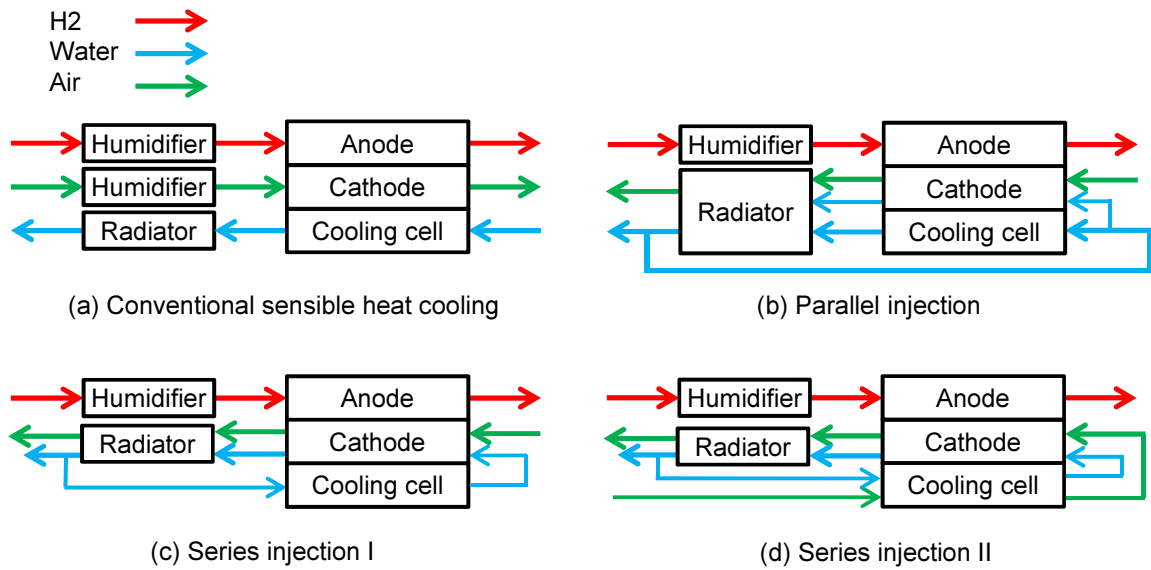 H2
Water
Air
Humidifier
Anode
Humidifier
Cathode
Radiator
Cooling cell
(a) Conventional sensible heat cooling
Humidifier
Anode
Radiator
Cathode
Cooling cell
(b) Parallel injection
Humidifier
Anode
Radiator
Cathode
Cooling cell
(c) Series injection I
Humidifier
Anode
Radiator
Cathode
Cooling cell
(d) Series injection II